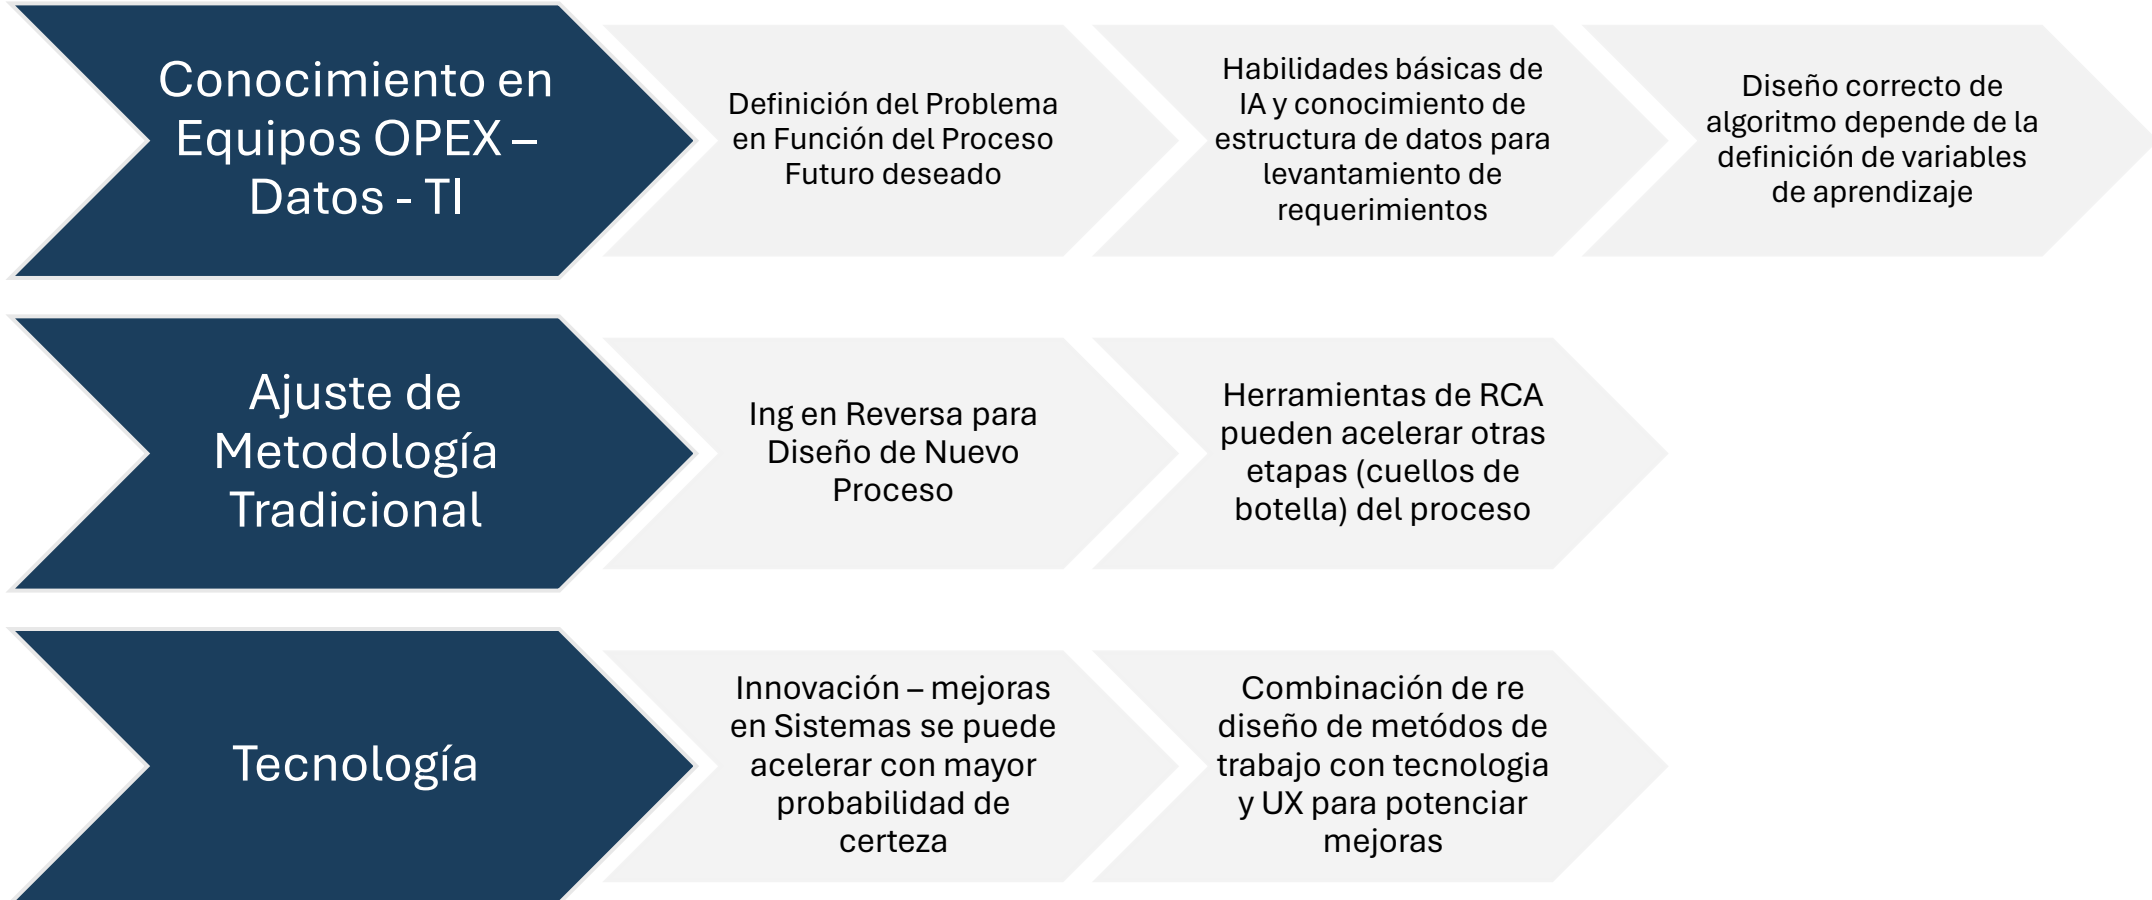 Conocimiento en
Equipos OPEX –
Datos - TI
Definición del Problema
en Función del Proceso
Futuro deseado
Habilidades básicas de
IA y conocimiento de
estructura de datos para
levantamiento de
requerimientos
Diseño correcto de
algoritmo depende de la
definición de variables
de aprendizaje
Ajuste de
Metodología
Tradicional
Ing en Reversa para
Diseño de Nuevo
Proceso
Herramientas de RCA
pueden acelerar otras
etapas (cuellos de
botella) del proceso
Tecnología
Innovación – mejoras
en Sistemas se puede
acelerar con mayor
probabilidad de
certeza
Combinación de re
diseño de metódos de
trabajo con tecnologia
y UX para potenciar
mejoras